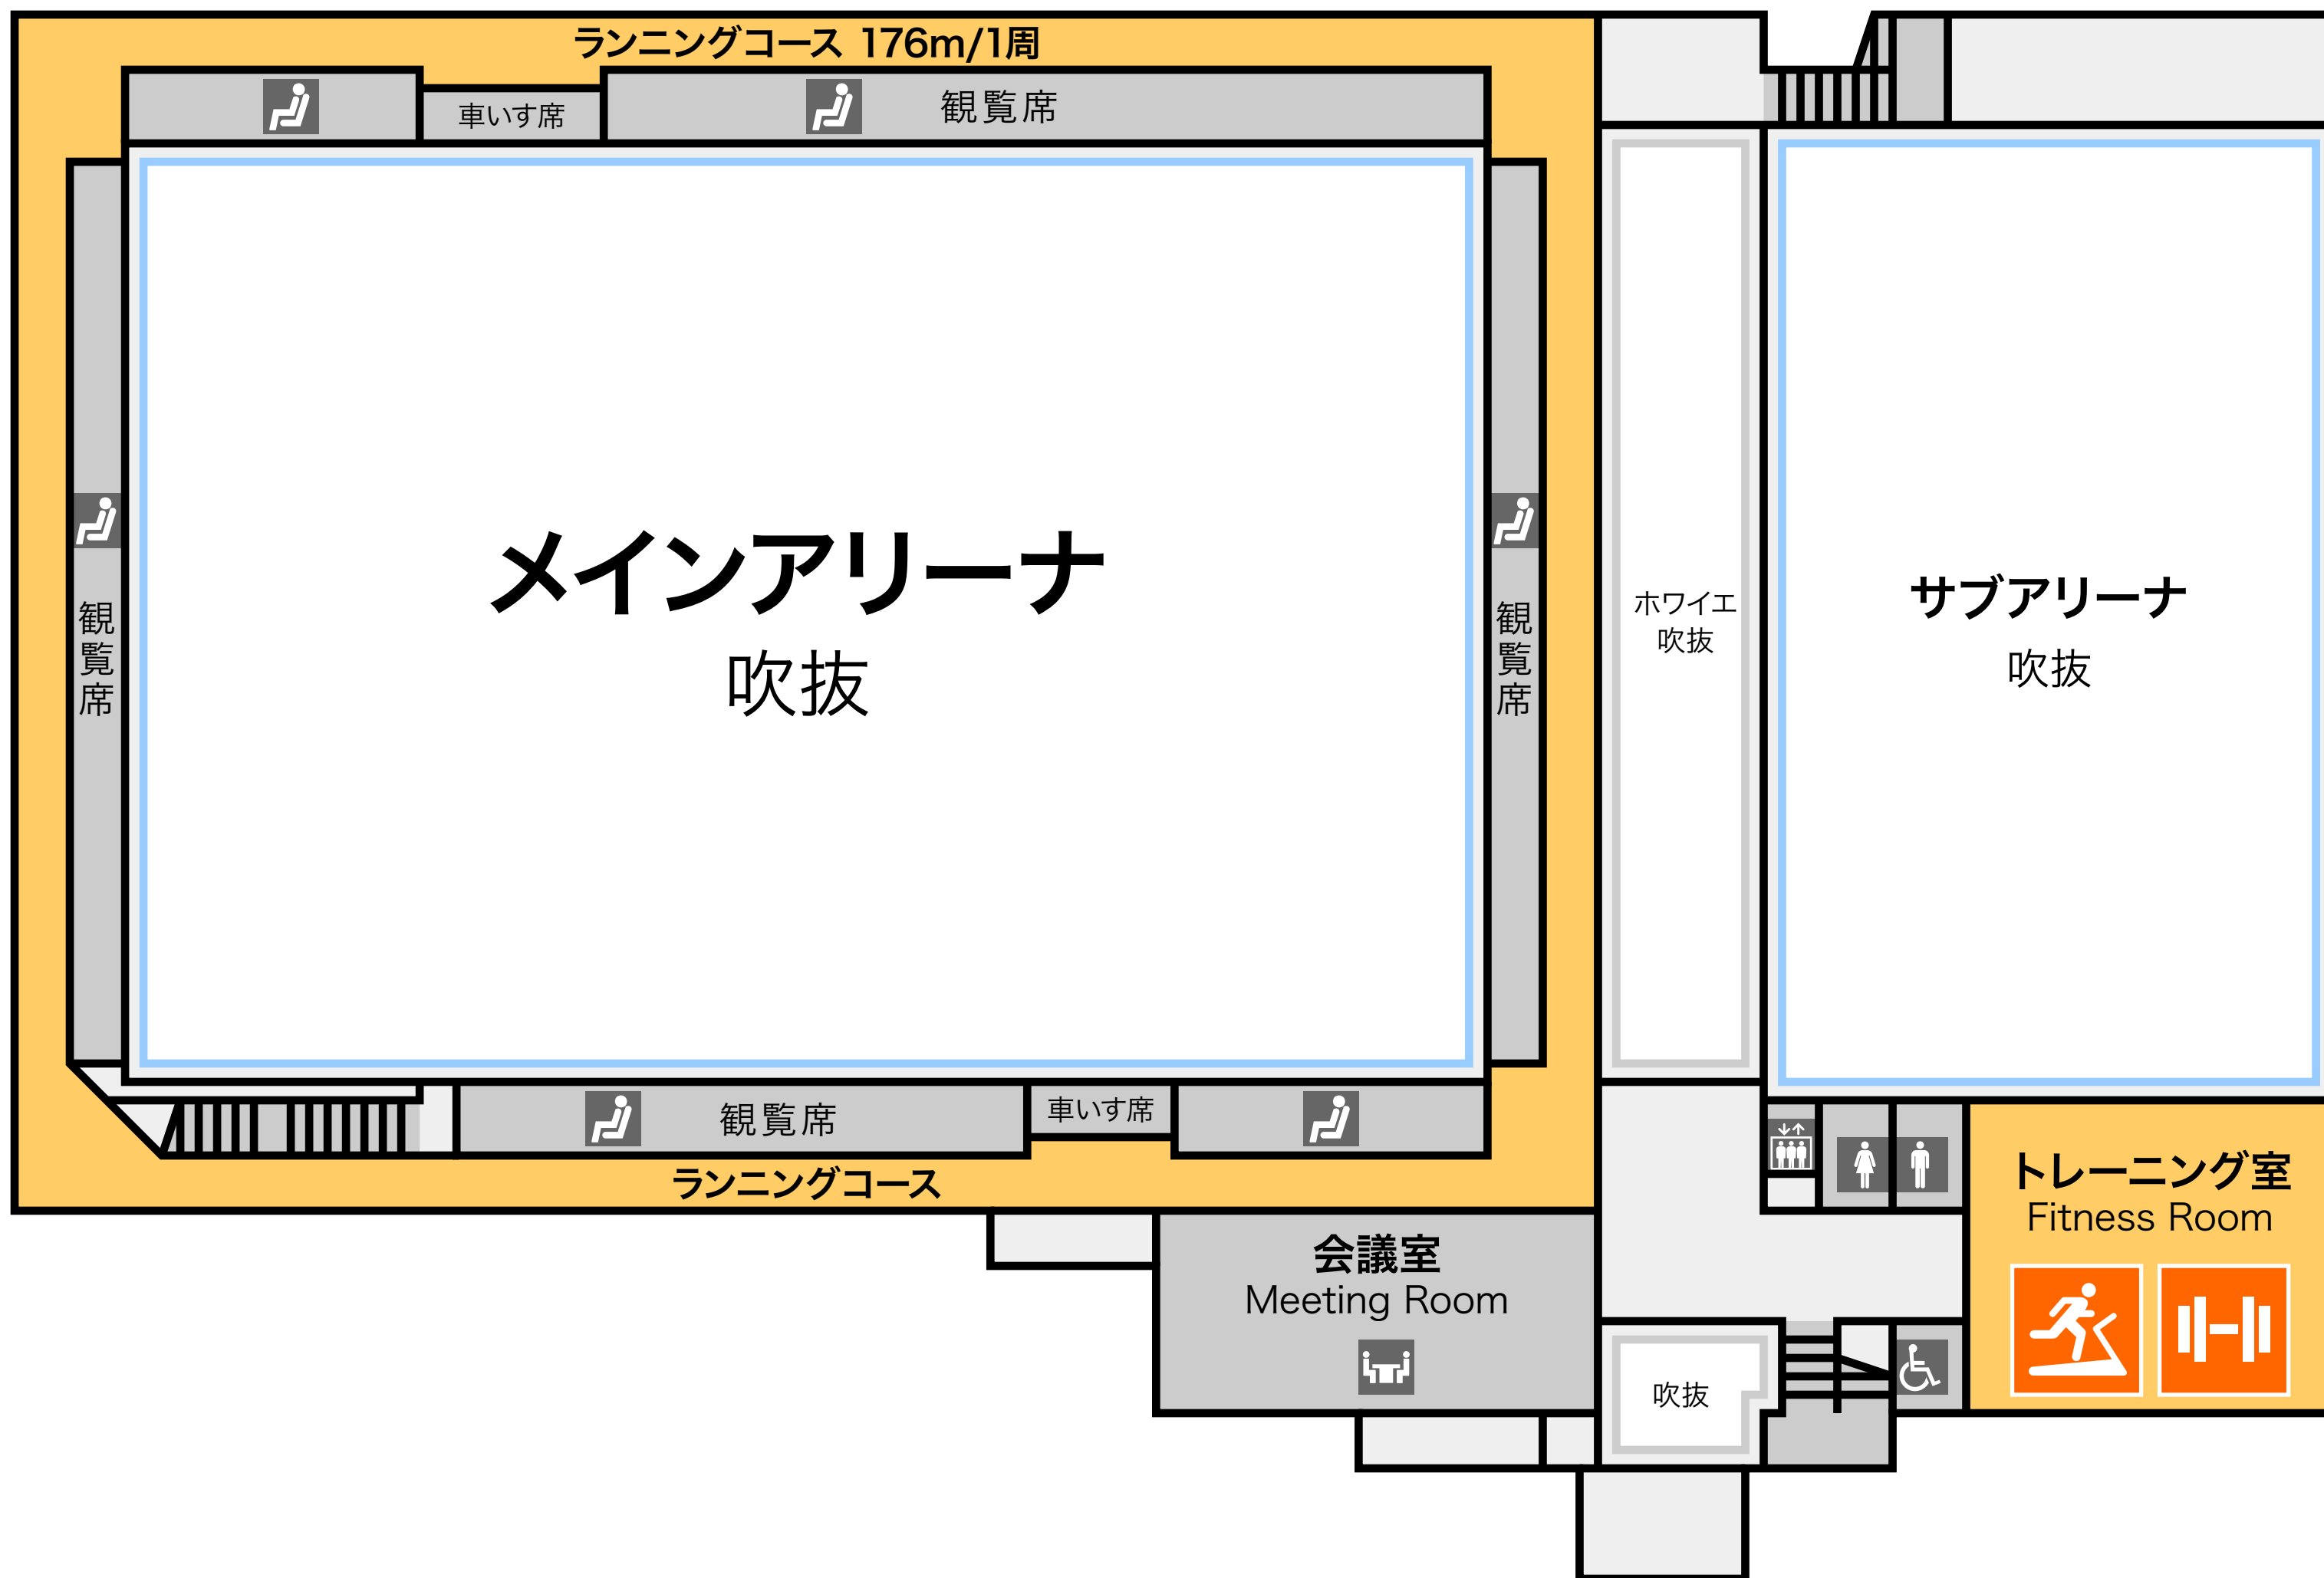 ランニングコース 176m/1周
車いす席
観覧席
観覧席
メインアリーナ
吹抜
観覧席
ホワイエ
吹抜
サブアリーナ
吹抜
観覧席
車いす席
ランニングコース
トレーニング室
Fitness Room
会議室
Meeting Room
吹抜